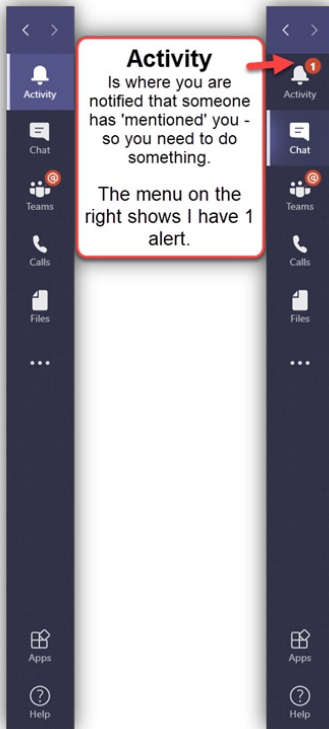 Activity
Chat
@
Teams
Calls
Files
Apps
Help
Activity
Is where you are
notified that someone
has 'mentioned' you -
so you need to do
something.
The menu on the
right shows I have 1
alert.
1
Activity
Chat
@
Teams
Calls
Files
Apps
Help